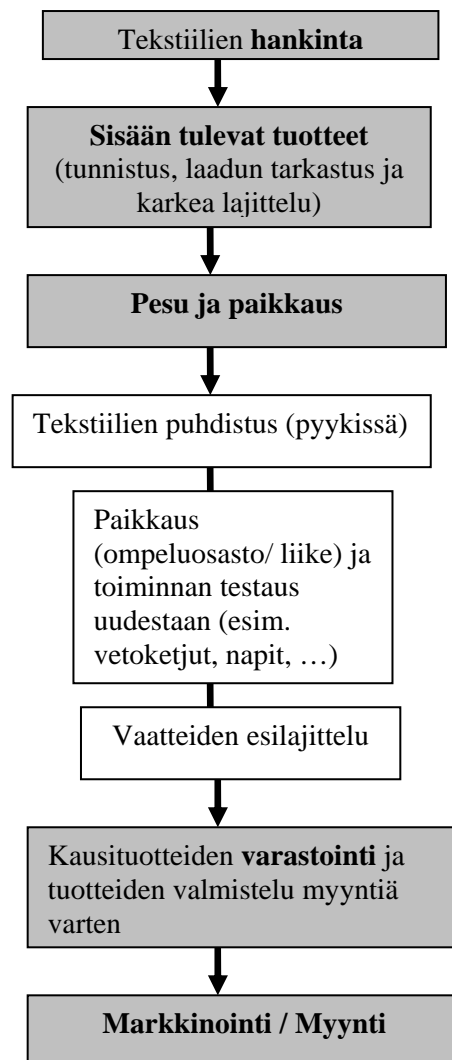 Tekstiilien hankinta
Sisään tulevat tuotteet
(tunnistus, laadun tarkastus ja
karkea lajittelu)
Pesu ja paikkaus
Tekstiilien puhdistus (pyykissä)
Paikkaus
(ompeluosasto/ liike) ja
toiminnan testaus
uudestaan (esim.
vetoketjut, napit, …)
Vaatteiden esilajittelu
Kausituotteiden varastointi ja
tuotteiden valmistelu myyntiä
varten
Markkinointi / Myynti